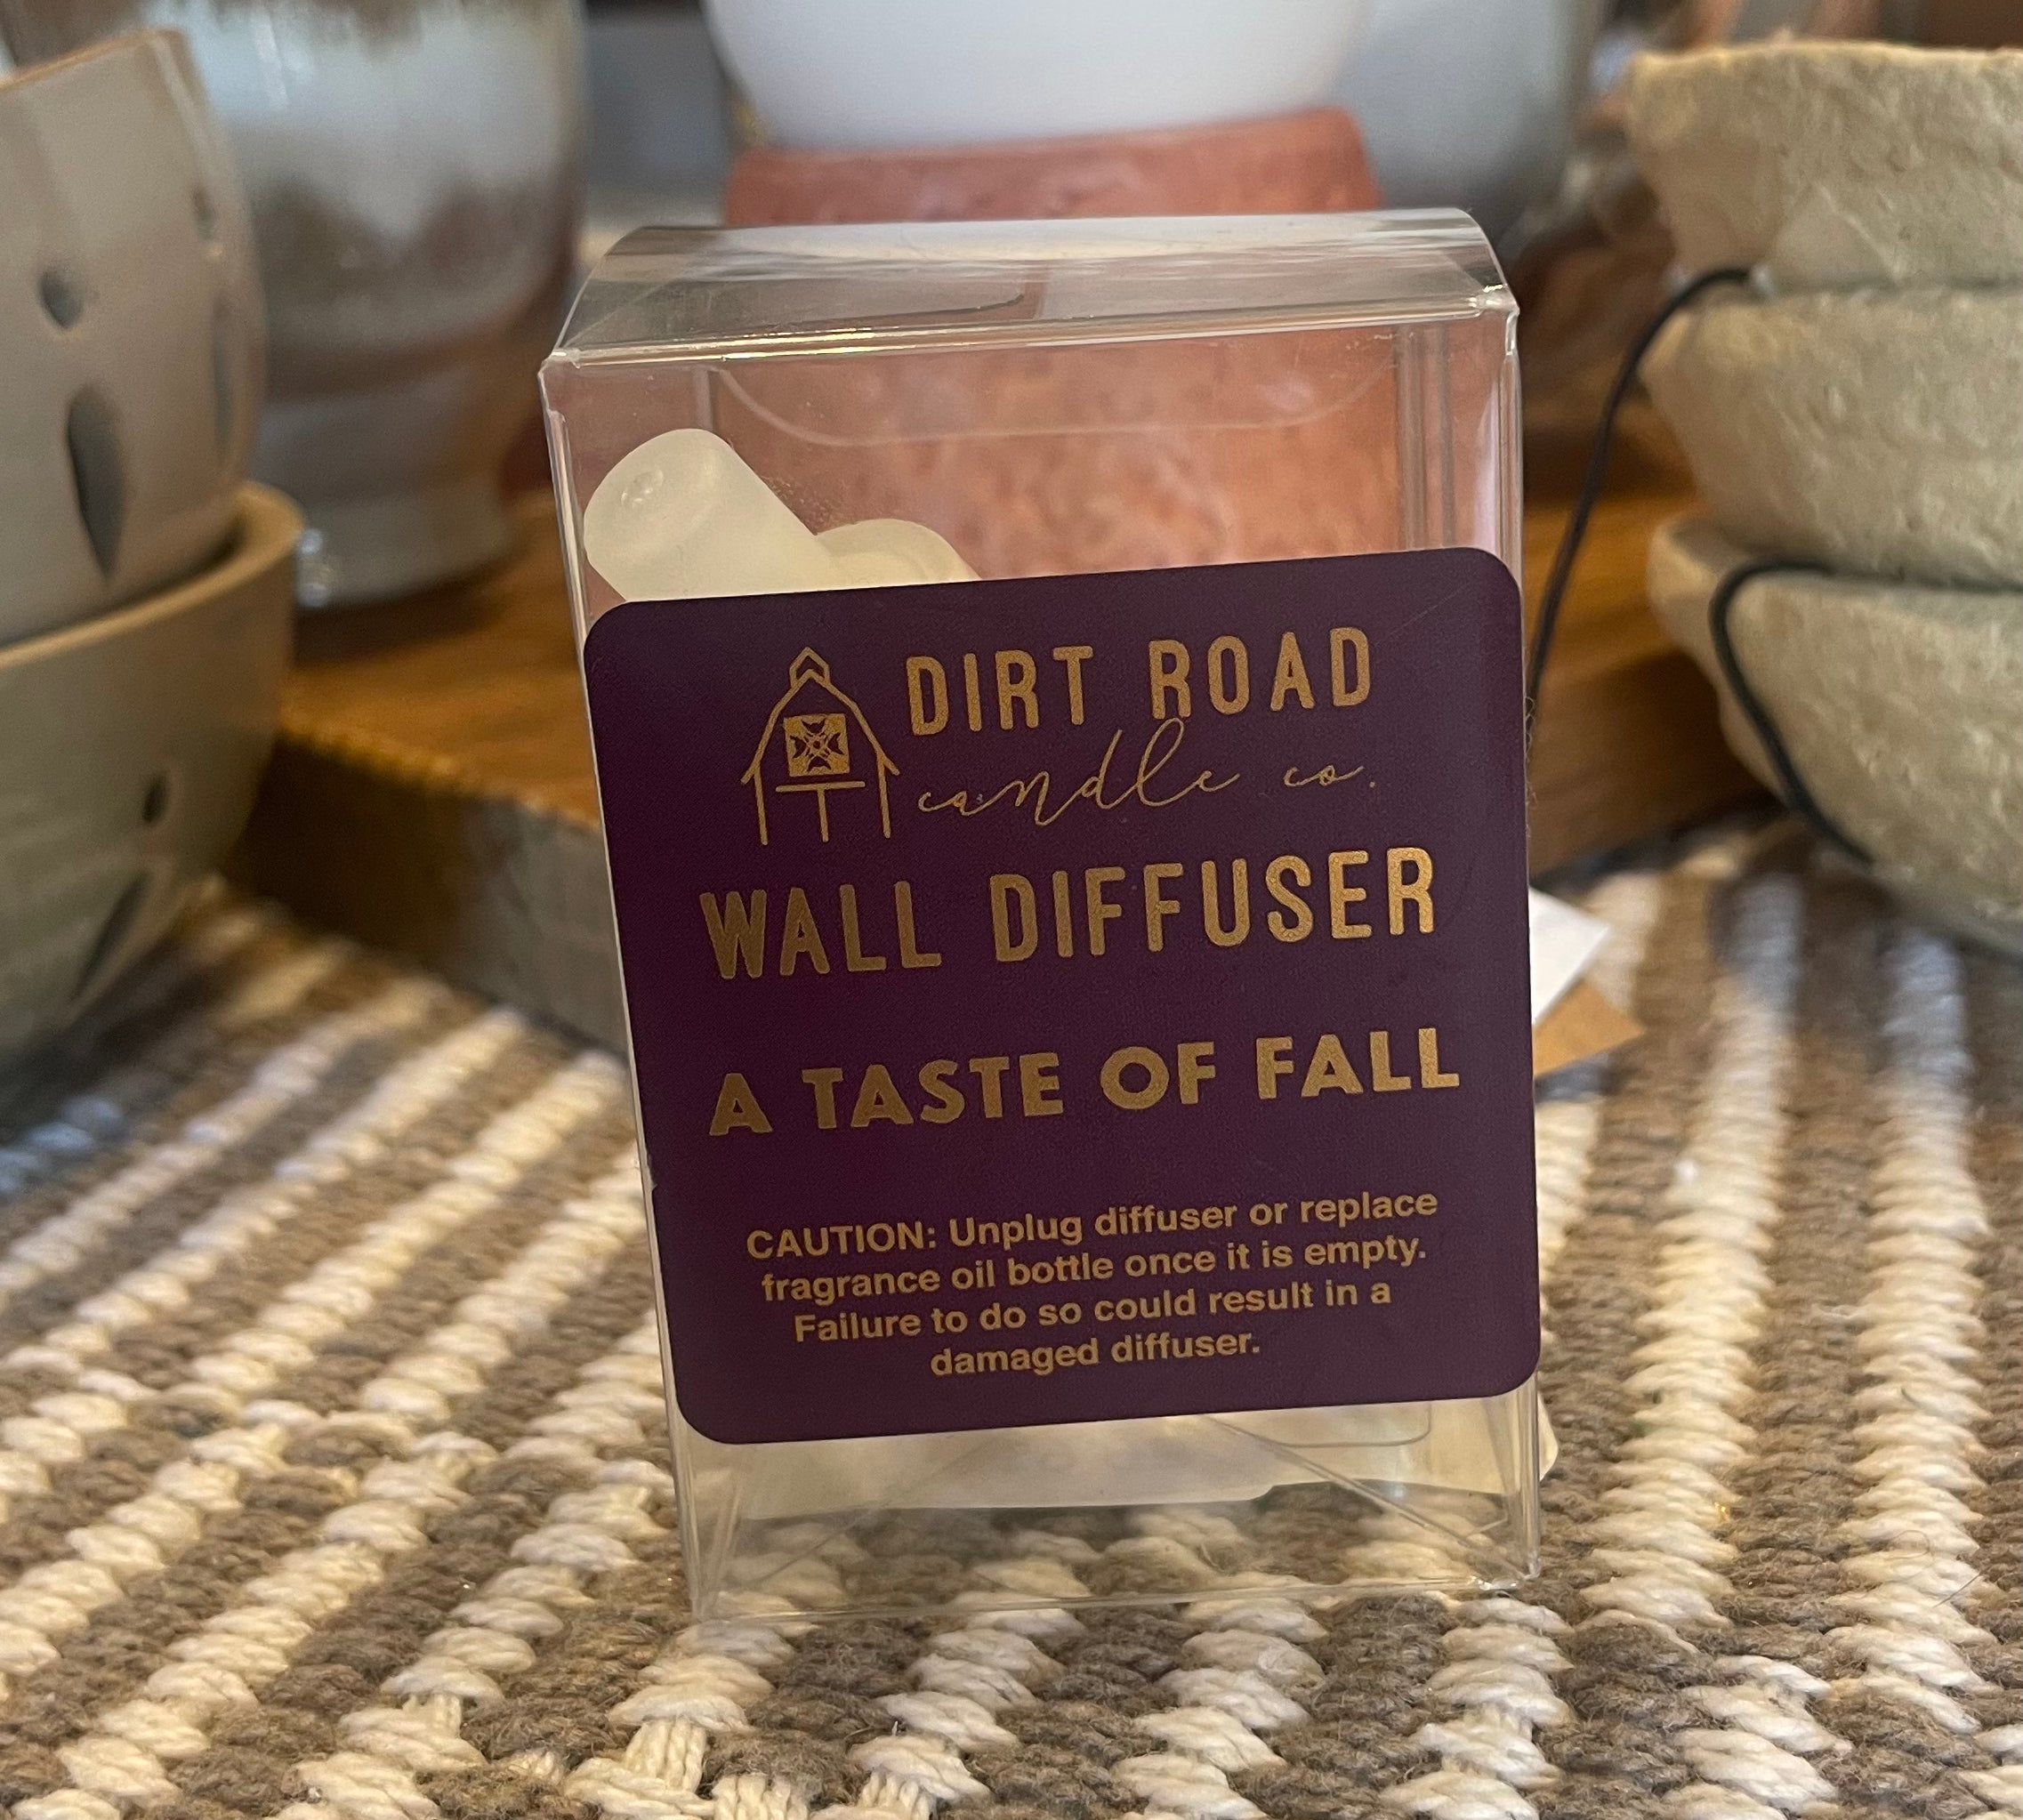 DIRT ROAD
candle co.
WALL DIFFUSER
A TASTE OF FALL
CAUTION: Unplug diffuser or replace
fragrance oil bottle once it is empty.
Failure to do so could result in a
damaged diffuser.